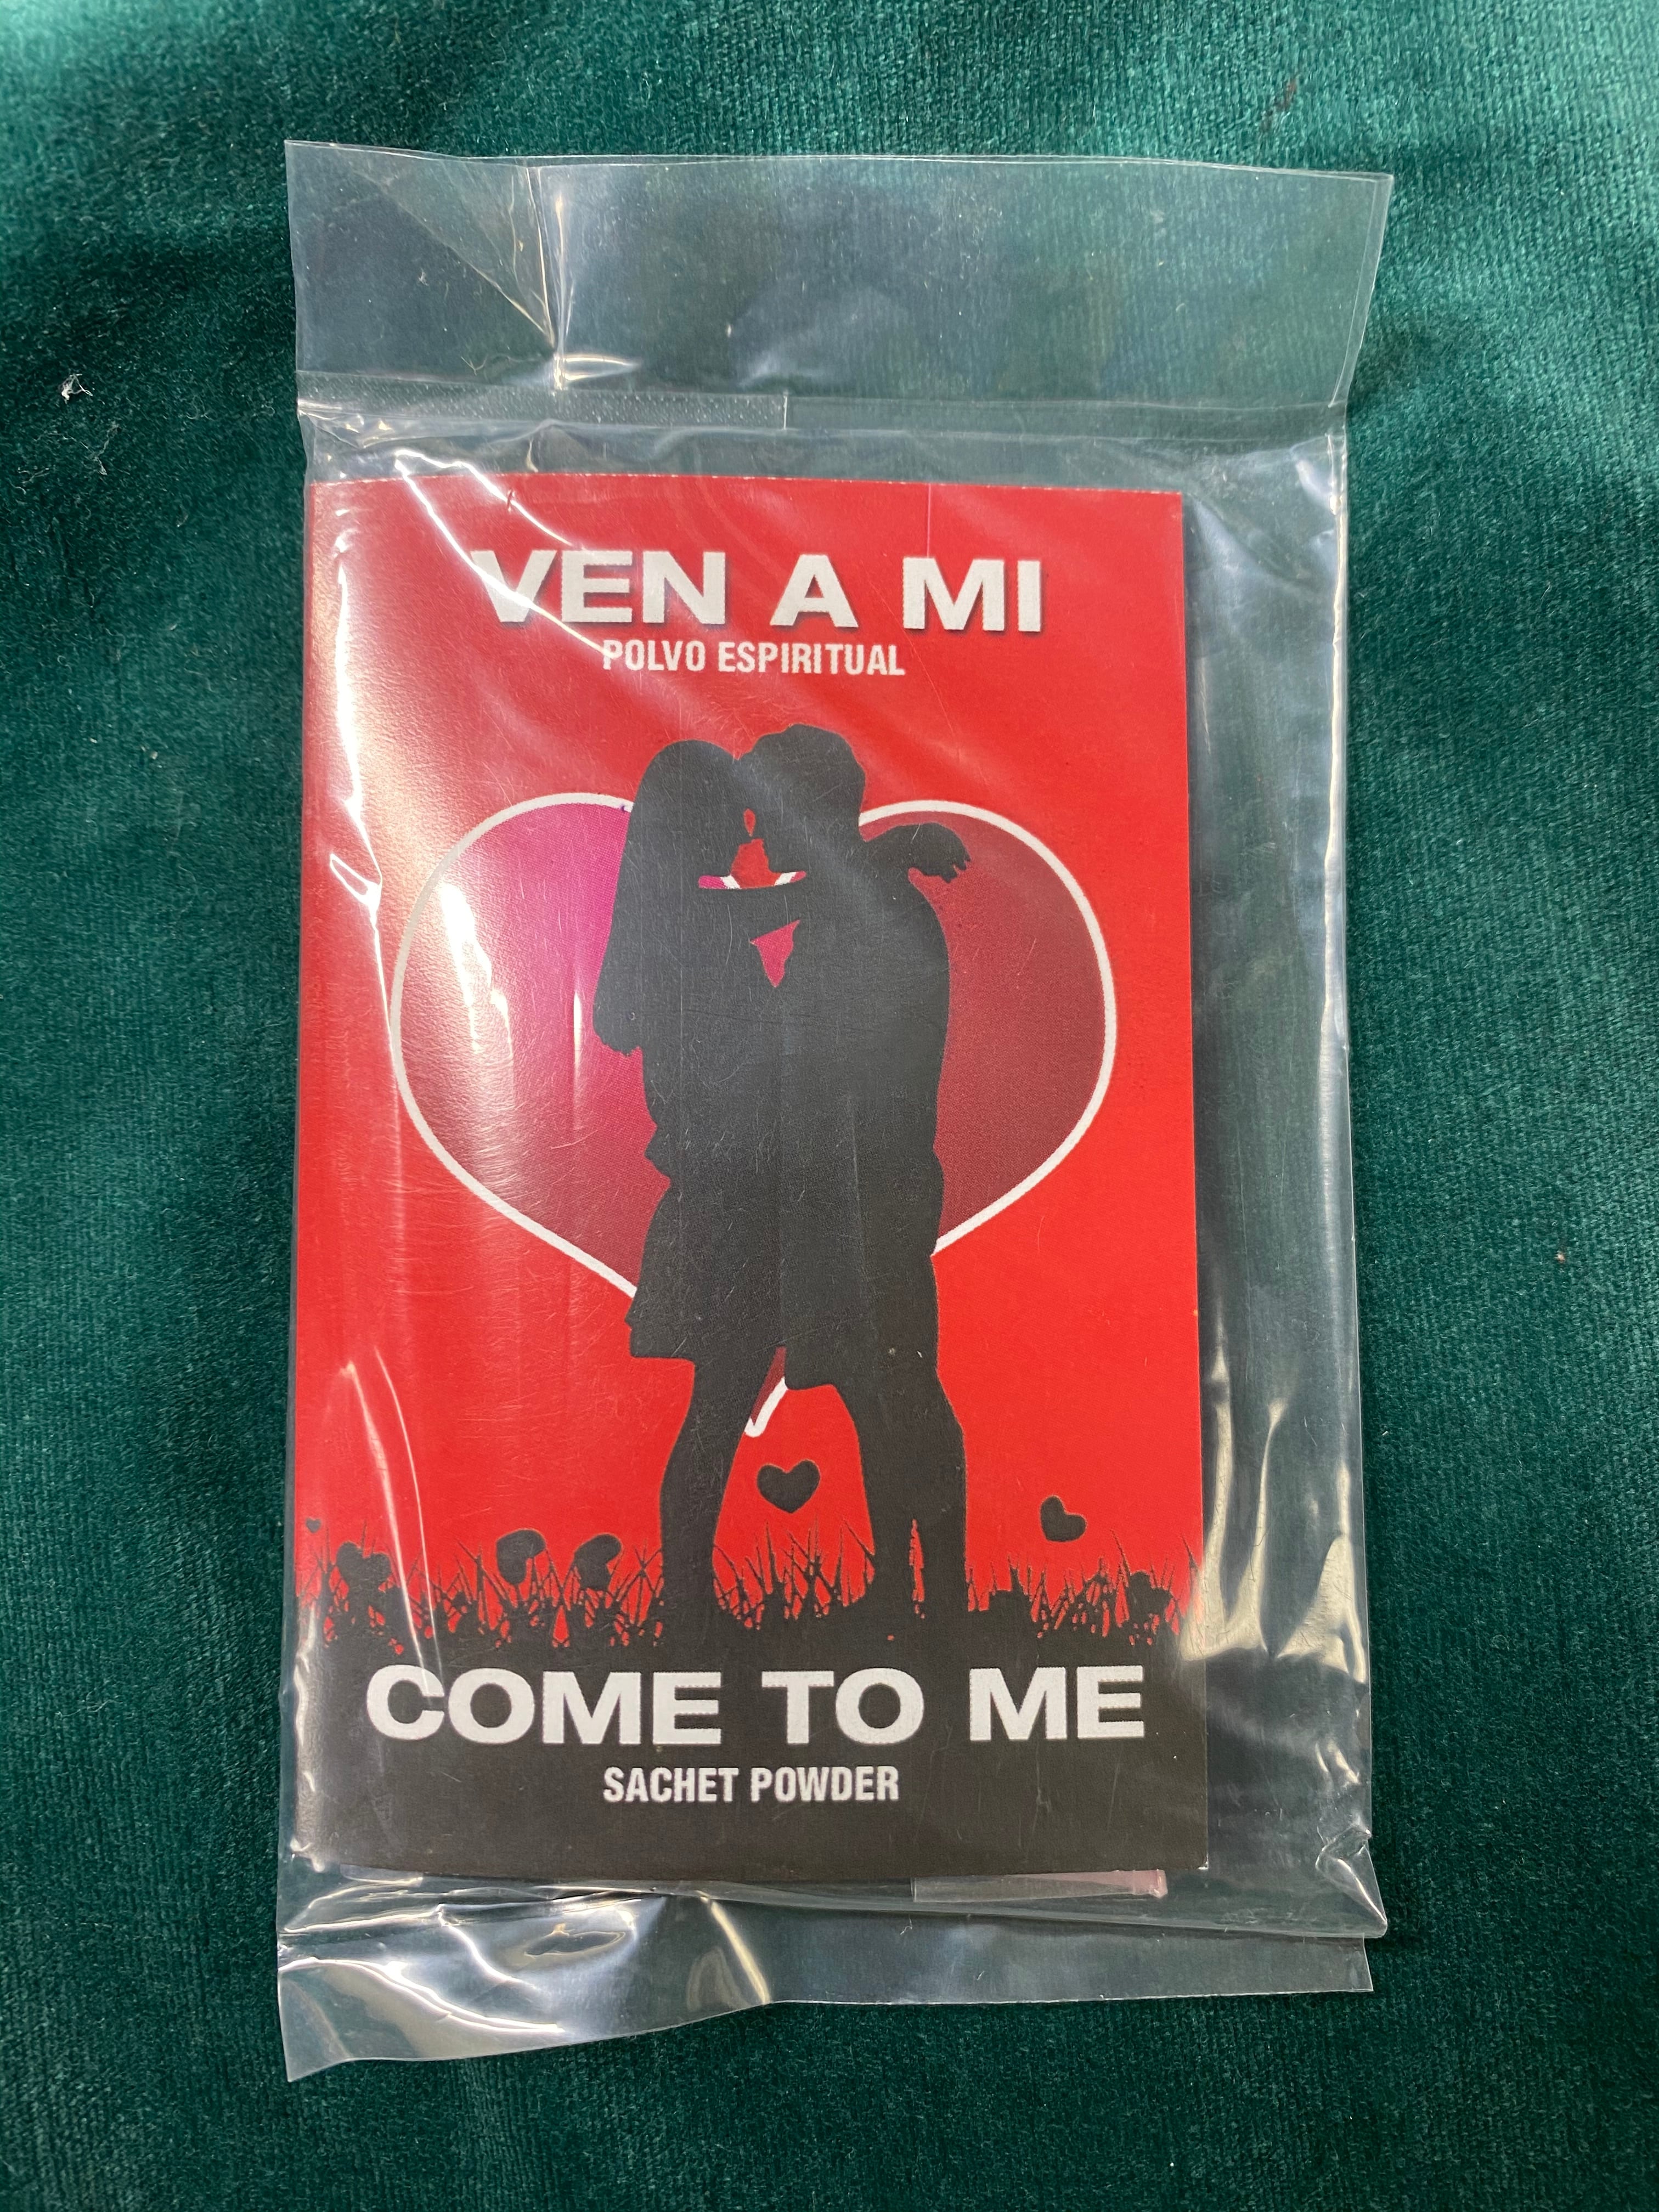 VEN A MI
POLVO ESPIRITUAL
COME TO ME
SACHET POWDER